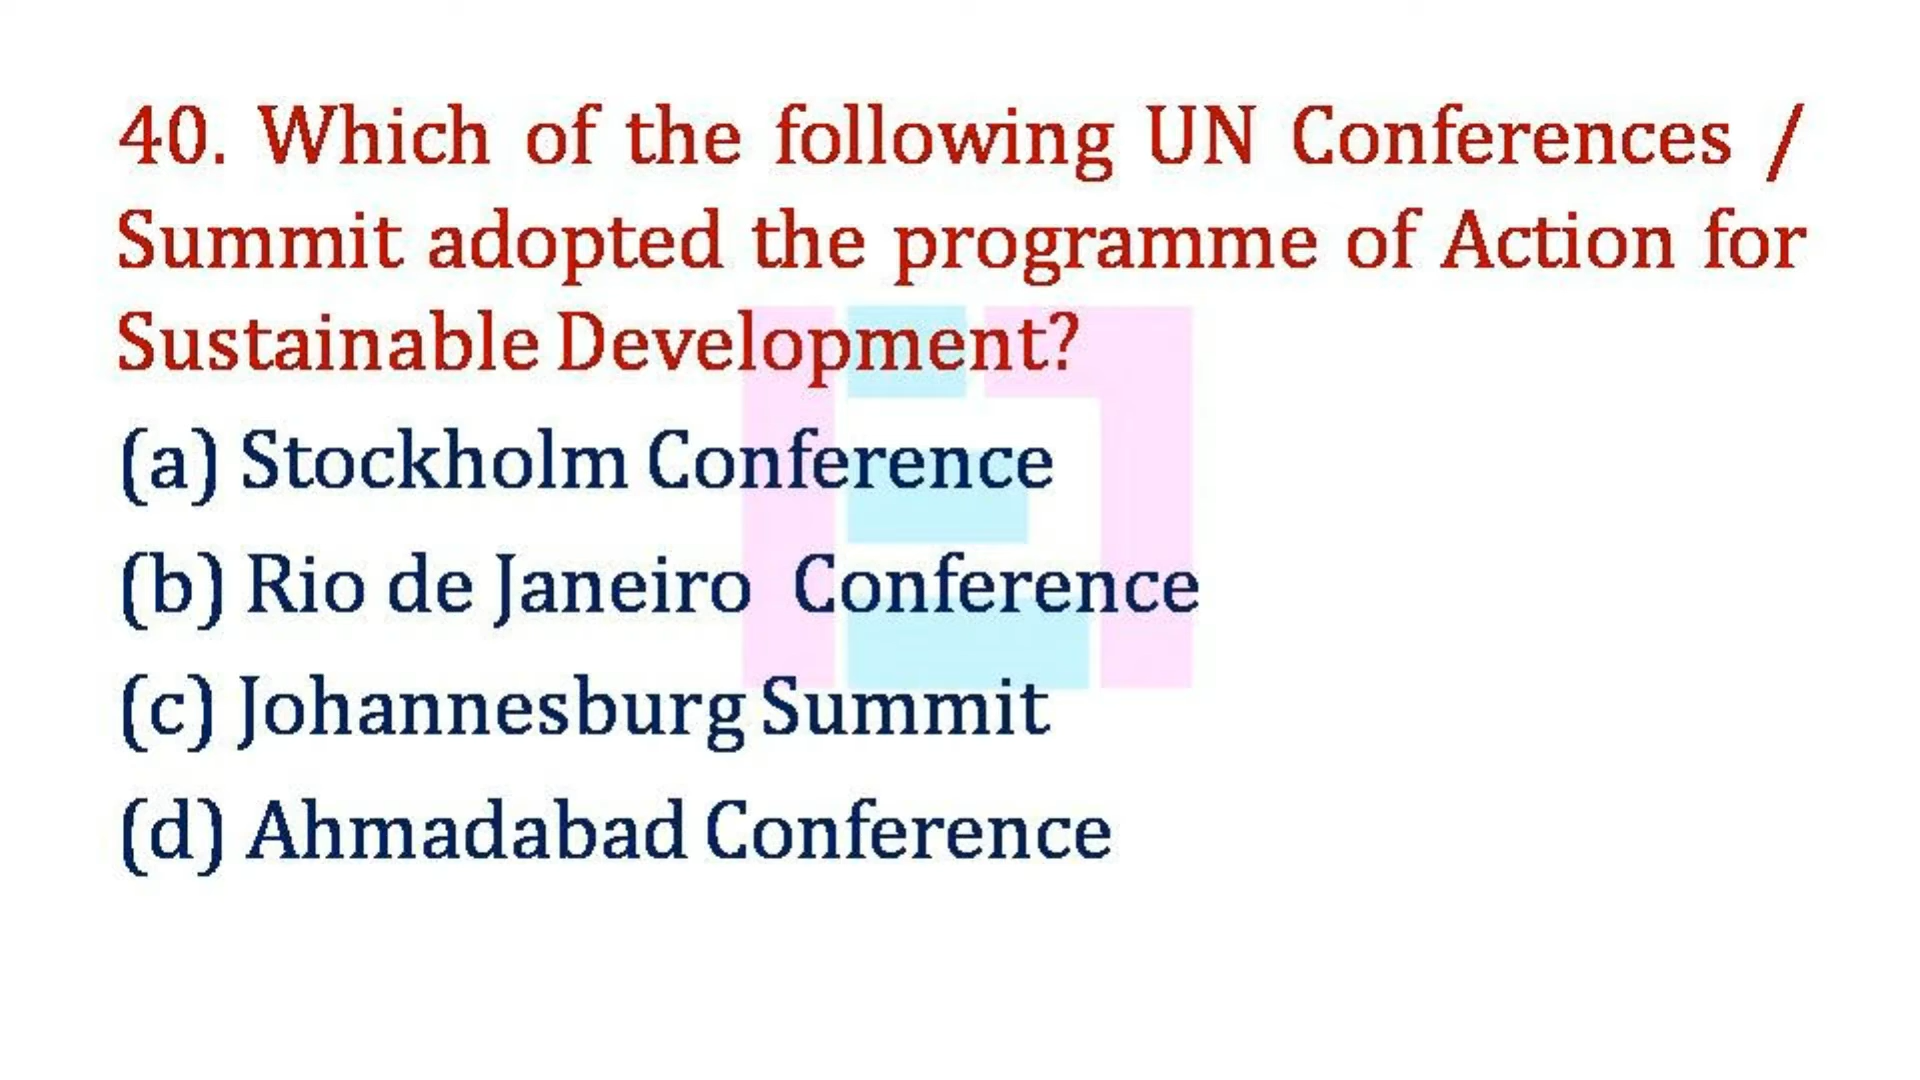 40. Which of the following UN Conferences /
Summit adopted the programme of Action for
Sustainable Development?
(a) Stockholm Conference
(b) Rio de Janeiro Conference
(c) Johannesburg Summit
(d) Ahmadabad Conference